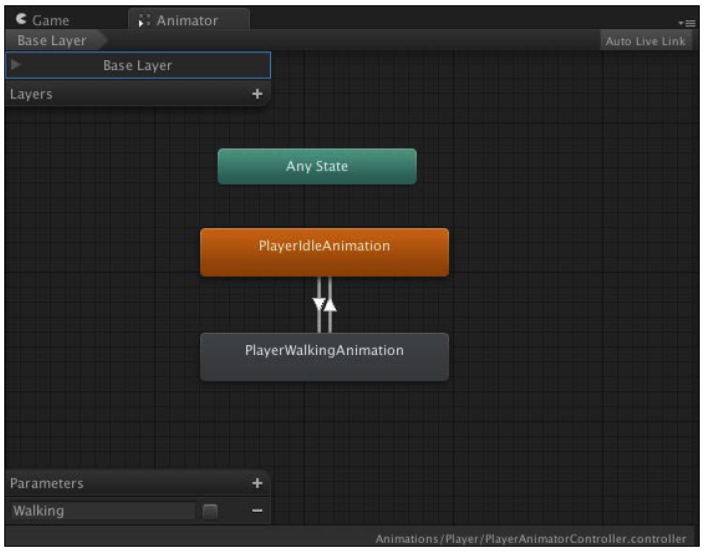 Game
Animator
Base Layer
Auto Live Link
Base Layer
Layers
Any State
PlayerIdleAnimation
PlayerWalkingAnimation
Parameters
Walking
Animations/Player/PlayerAnimatorController.controller